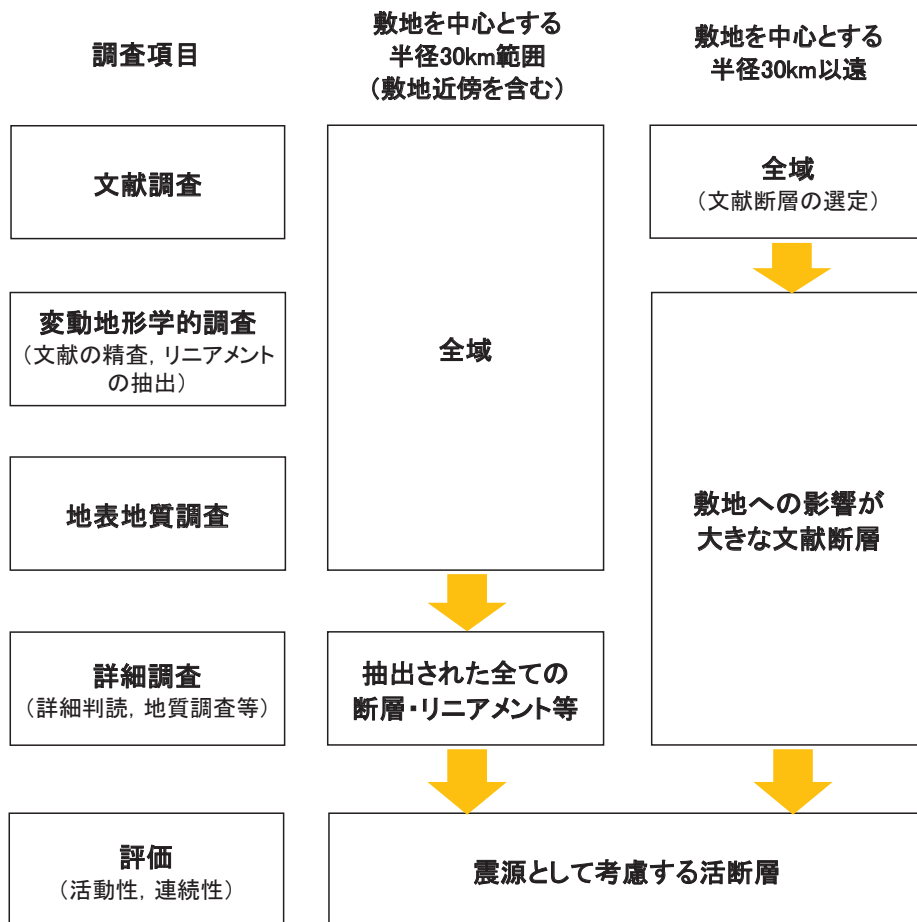 調査項目
敷地を中心とする
半径30km範囲
（敷地近傍を含む）
敷地を中心とする
半径30km以遠
文献調査
全域
（文献断層の選定）
変動地形学的調査
（文献の精査，リニアメント
の抽出）
全域
地表地質調査
敷地への影響が
大きな文献断層
詳細調査
（詳細判読，地質調査等）
抽出された全ての
断層・リニアメント等
評価
（活動性，連続性）
震源として考慮する活断層